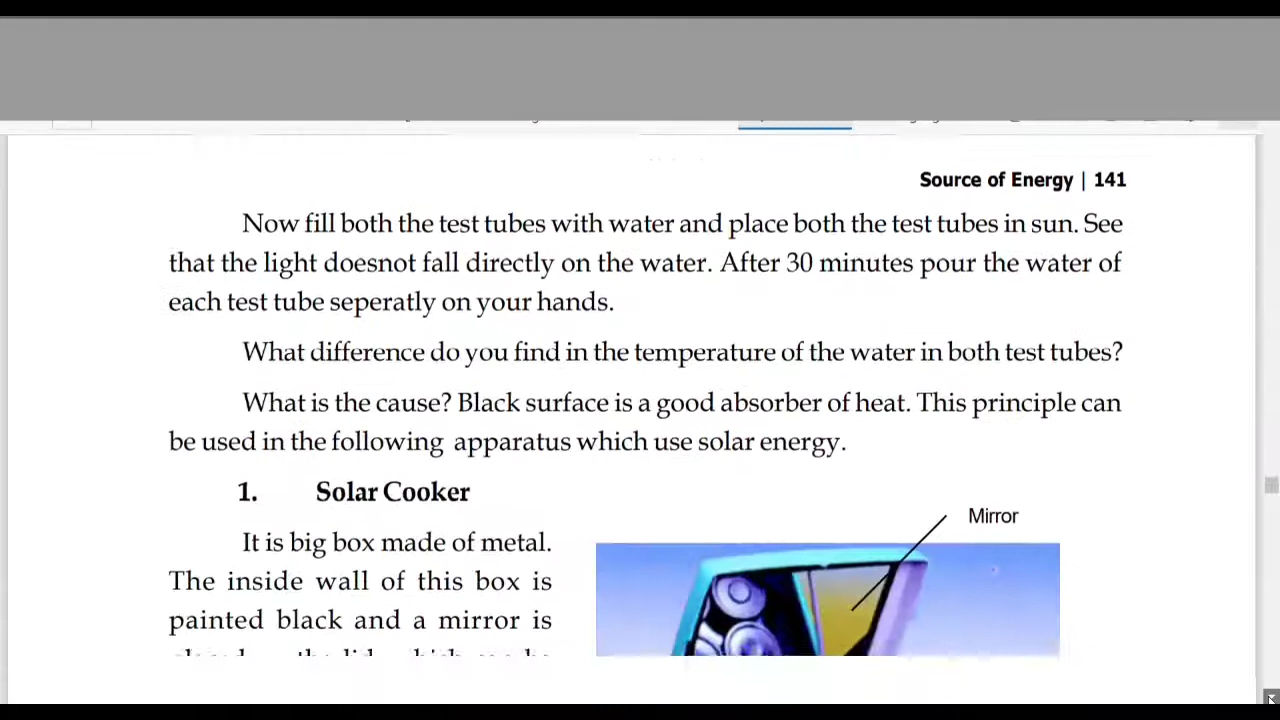 Source of Energy | 141
Now fill both the test tubes with water and place both the test tubes in sun. See
that the light doesnot fall directly on the water. After 30 minutes pour the water of
each test tube seperatly on your hands.
What difference do you find in the temperature of the water in both test tubes?
What is the cause? Black surface is a good absorber of heat. This principle can
be used in the following apparatus which use solar energy.
1. Solar Cooker
Mirror
It is big box made of metal.
The inside wall of this box is
painted black and a mirror is